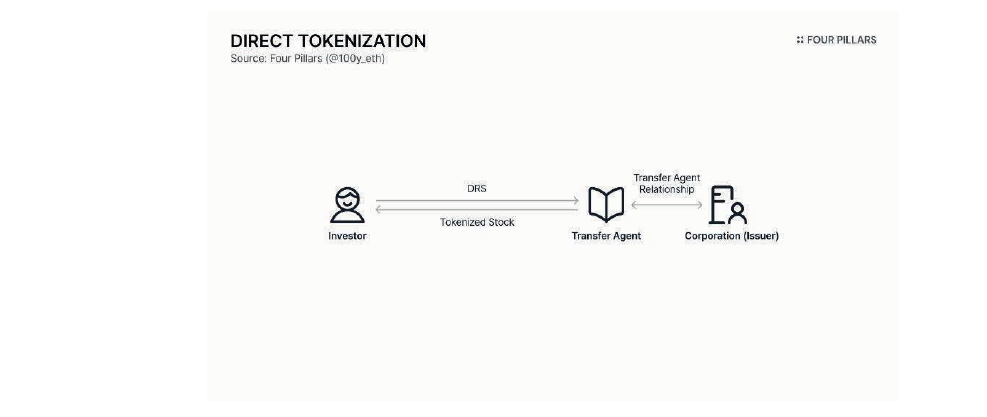 DIRECT TOKENIZATION
Source: Four Pillars (@100y_eth)
FOUR PILLARS
DRS
Tokenized Stock
Transfer Agent
Relationship
Investor
Transfer Agent
Corporation (Issuer)